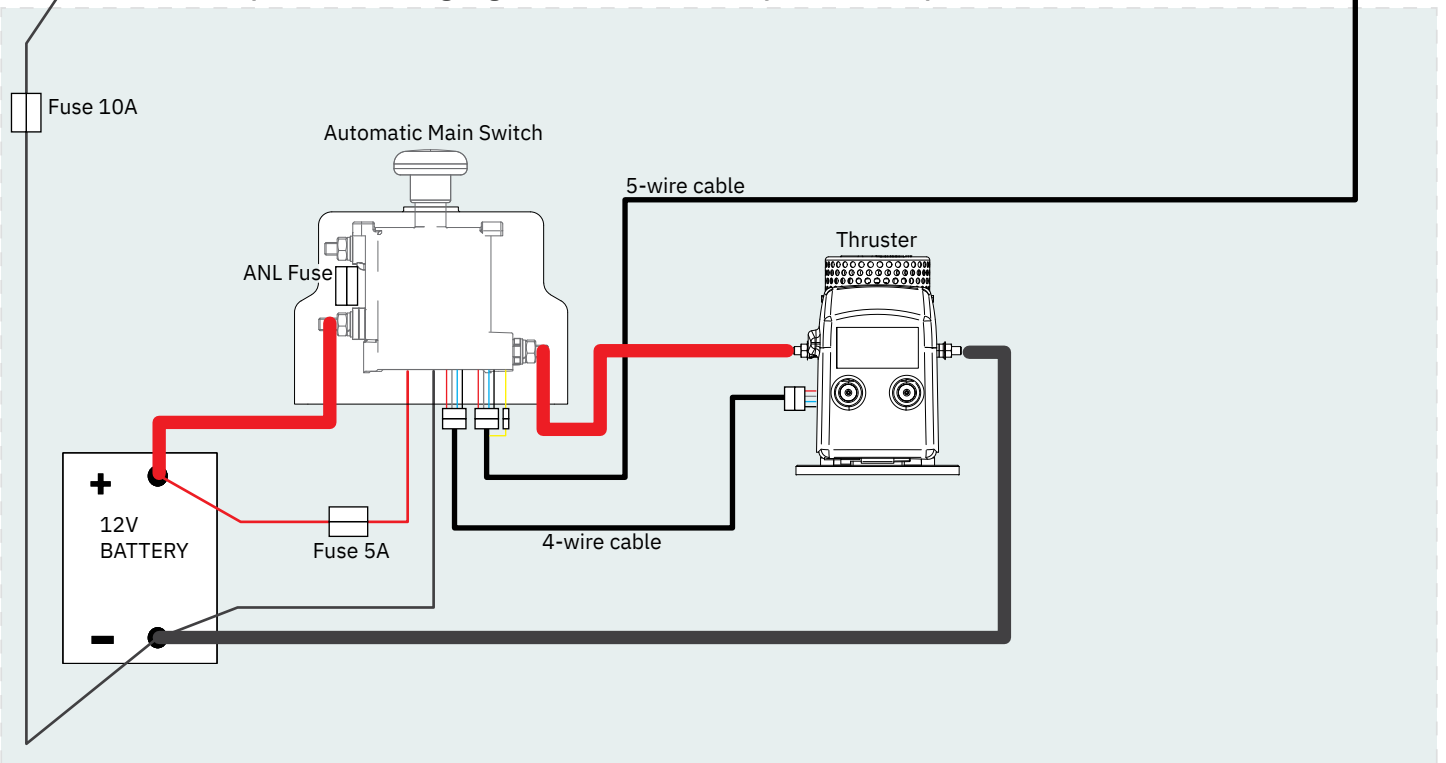 Fuse 10A
Automatic Main Switch
5-wire cable
Thruster
ANL Fuse
+
12V
BATTERY
Fuse 5A
4-wire cable
-